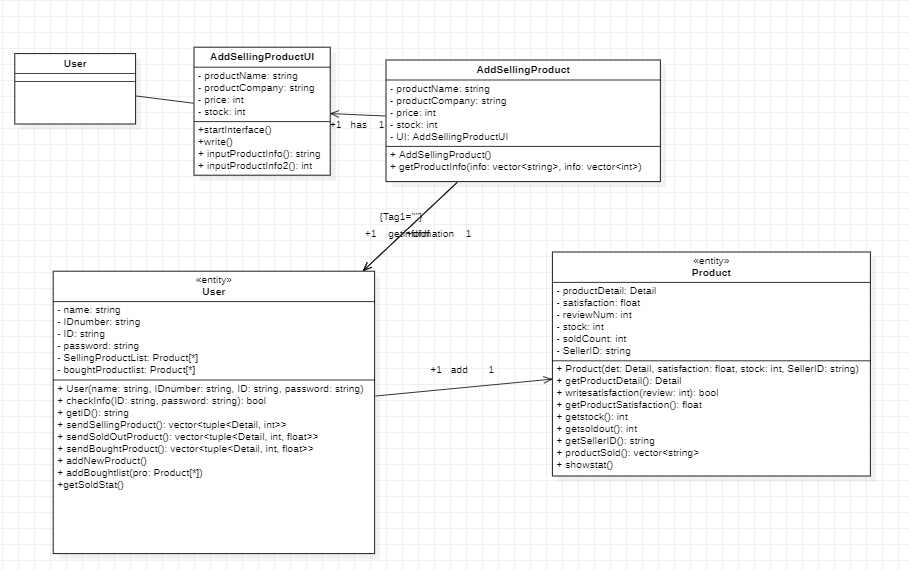 User
AddSellingProductUI
- productName: string
- productCompany: string
- price: int
- stock: int
+startInterface()
+write()
+ inputProductInfo(): string
+ inputProductInfo2(): int
AddSellingProduct
- productName: string
- productCompany: string
- price: int
- stock: int
- UI: AddSellingProductUI
+ AddSellingProduct()
+ getProductInfo(info: vector<string>, info: vector<int>)
+1 has 1
{Tag1=""}
+1 1
«entity»
User
- name: string
- IDnumber: string
- ID: string
- password: string
- SellingProductList: Product[*]
- boughtProductlist: Product[*]
+ User(name: string, IDnumber: string, ID: string, password: string)
+ checkInfo(ID: string, password: string): bool
+ getID(): string
+ sendSellingProduct(): vector<tuple<Detail, int>>
+ sendSoldOutProduct(): vector<tuple<Detail, int, float>>
+ sendBoughtProduct(): vector<tuple<Detail, int, float>>
+ addNewProduct()
+ addBoughtlist(pro: Product[*])
+getSoldStat()
+1 add 1
«entity»
Product
- productDetail: Detail
- satisfaction: float
- reviewNum: int
- stock: int
- soldCount: int
- SellerID: string
+ Product(det: Detail, satisfaction: float, stock: int, SellerID: string)
+ getProductDetail(): Detail
+ writesatisfaction(review: int): bool
+ getProductSatisfaction(): float
+ getstock(): int
+ getsoldout(): int
+ getSellerID(): string
+ productSold(): vector<string>
+ showstat()